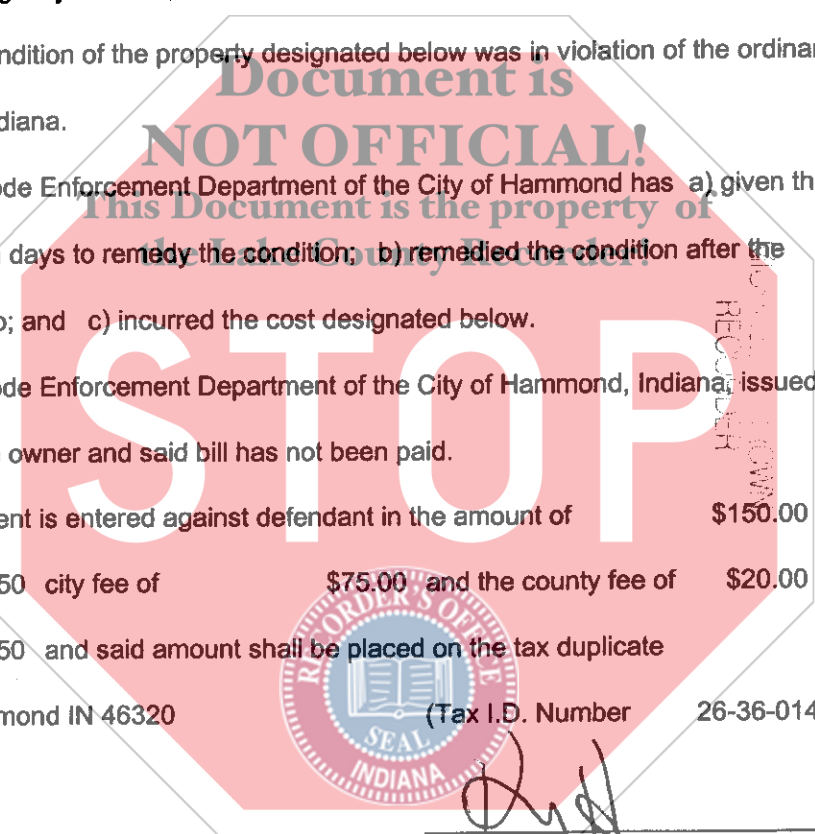 ndition of the property designated below was in violation of the ordinan
Document is
diana.
NOT OFFICIAL!
ode Enforcement Department of the City of Hammond has a) given th
This Document is the property of
days to remedy the condition; b) remedied the condition after the
the Lake County Recorder!
o; and c) incurred the cost designated below.
RECORDER
STOP
ode Enforcement Department of the City of Hammond, Indiana, issued
owner and said bill has not been paid.
ent is entered against defendant in the amount of $150.00
50 city fee of $75.00 and the county fee of $20.00
50 and said amount shall be placed on the tax duplicate
mond IN 46320 (Tax I.D. Number 26-36-014
RECORDER'S OFFICE
SEAL
INDIANA